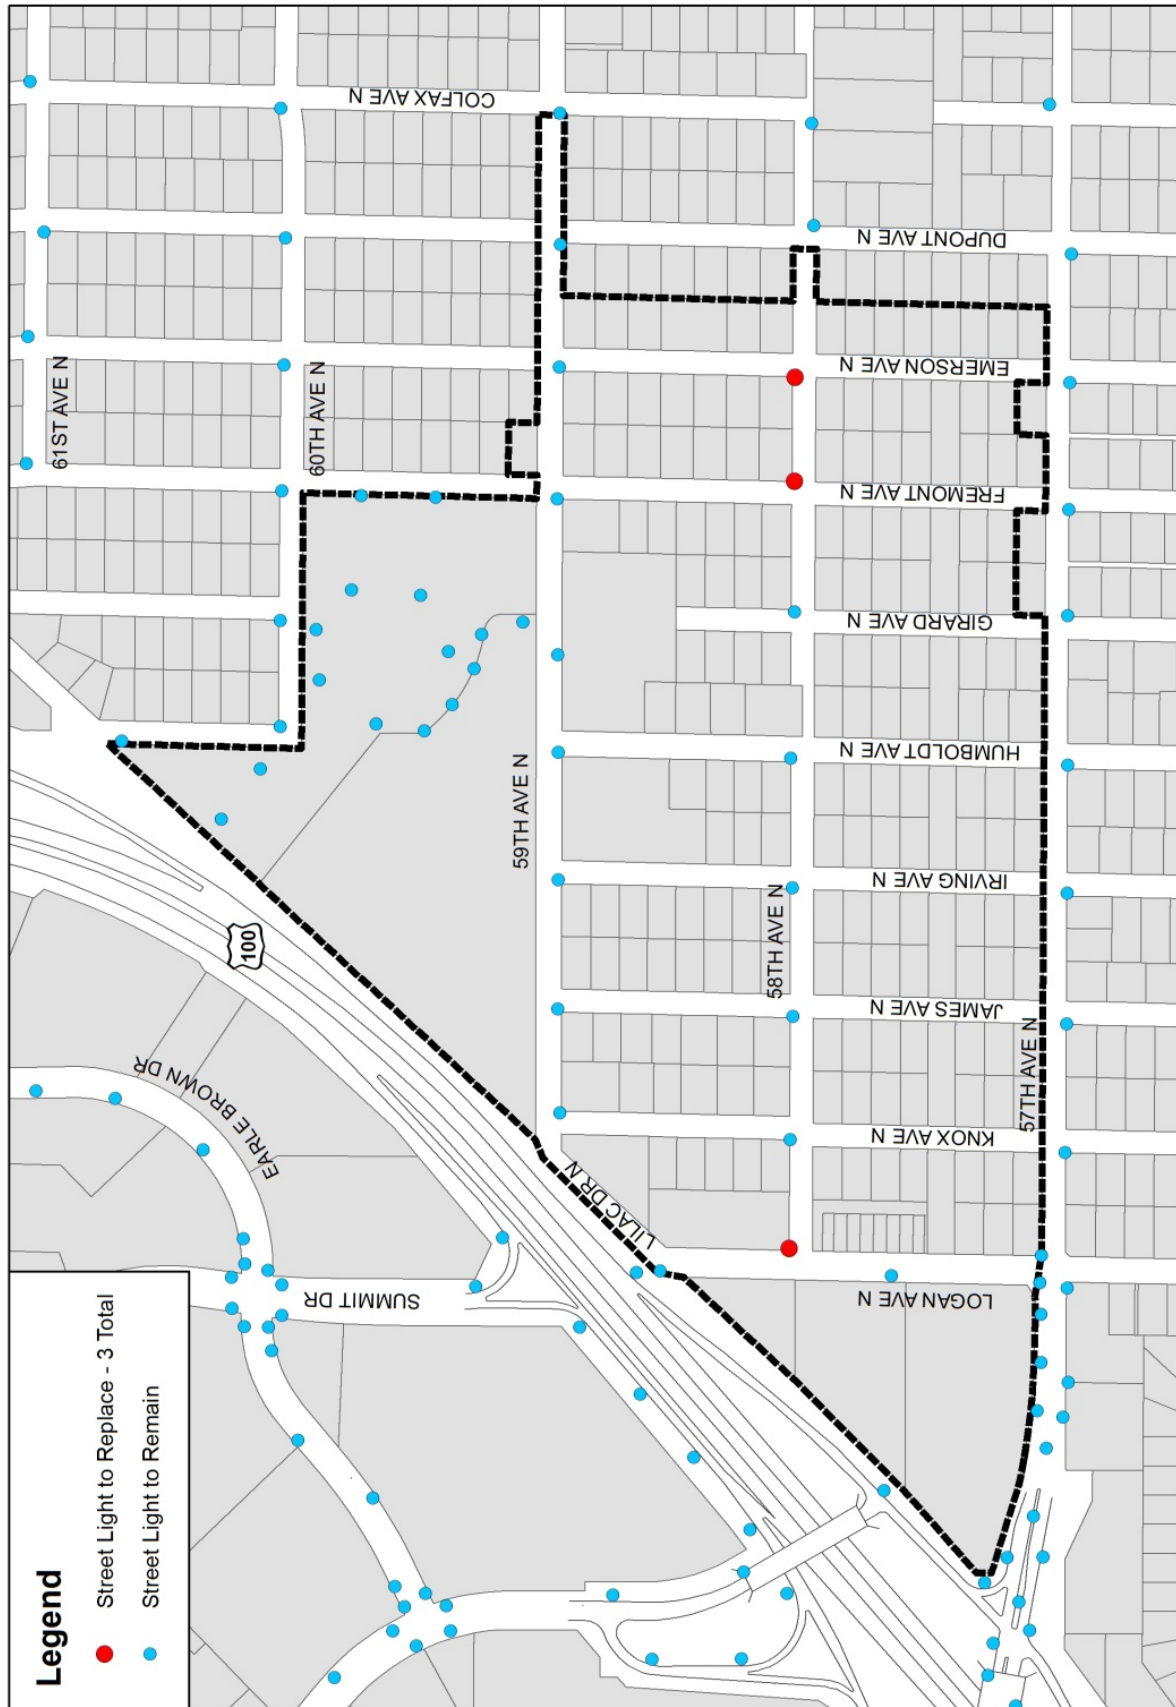 Legend
Street Light to Replace - 3 Total
Street Light to Remain
EARLE BROWN DR
SUMMIT DR
100
61ST AVE N
60TH AVE N
COLFAX AVE N
59TH AVE N
LILAC DR N
58TH AVE N
57TH AVE N
LOGAN AVE N
KNOX AVE N
JAMES AVE N
IRVING AVE N
HUMBOLDT AVE N
GIRARD AVE N
FREMONT AVE N
EMERSON AVE N
DUPONT AVE N